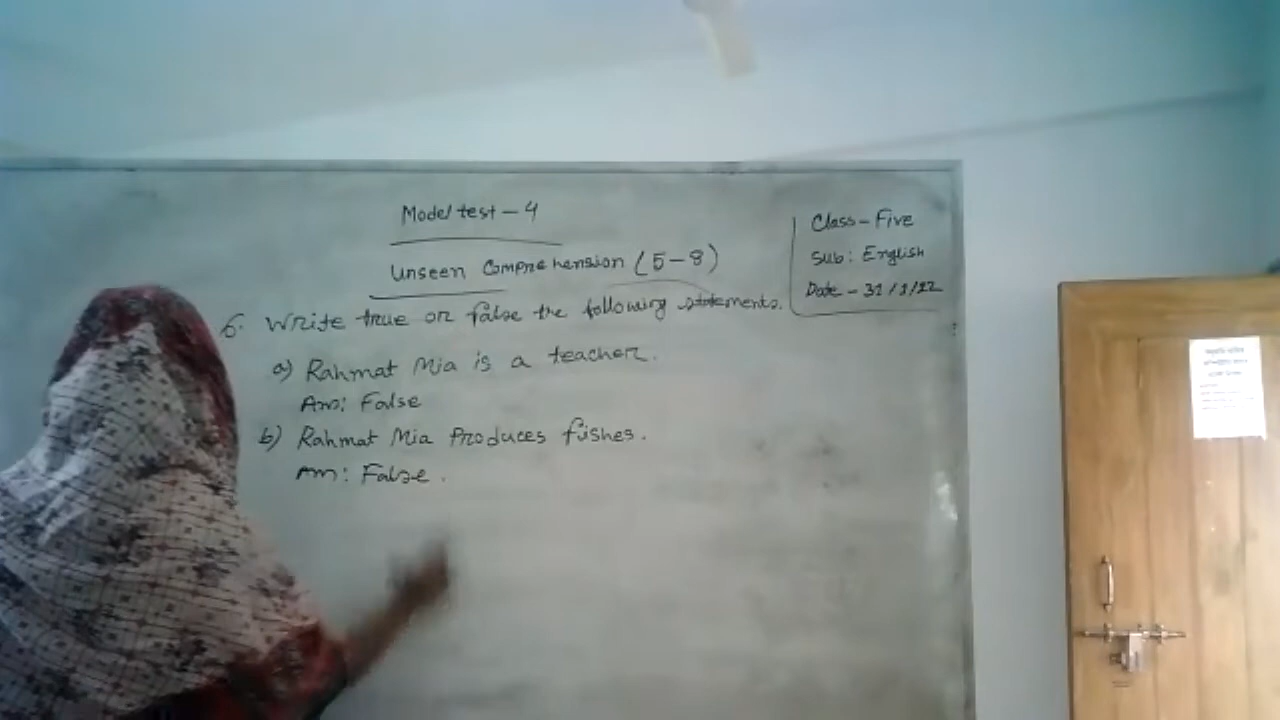 Model test - 4
Unseen Comprehension (5-8)
Class - Five
Sub: English
Date - 31/1/22
6. Write true or false the following statements.
a) Rahmat Mia is a teacher.
Ans: False
b) Rahmat Mia Produces fishes.
Ans: False.